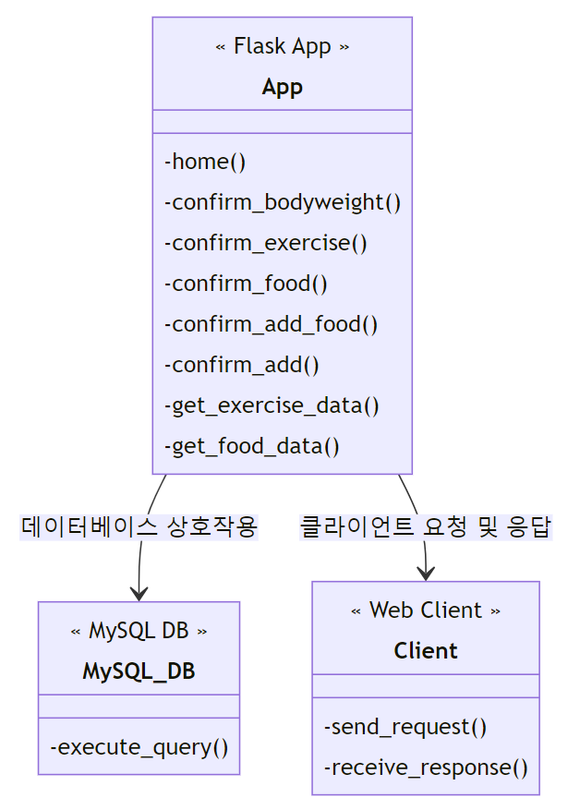 « Flask App »
App
-home()
-confirm_bodyweight()
-confirm_exercise()
-confirm_food()
-confirm_add_food()
-confirm_add()
-get_exercise_data()
-get_food_data()
데이터베이스 상호작용
클라이언트 요청 및 응답
« MySQL DB »
MySQL_DB
-execute_query()
« Web Client »
Client
-send_request()
-receive_response()